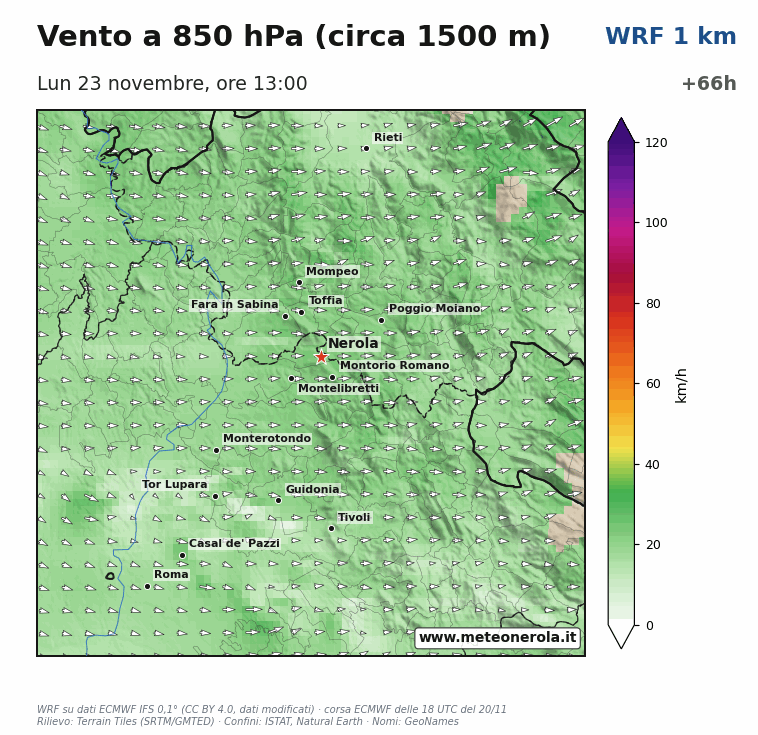 Vento a 850 hPa (circa 1500 m)
WRF 1 km
Lun 23 novembre, ore 13:00
+66h
Rieti
Mompeo
Toffia
Fara in Sabina
Poggio Moiano
Nerola
Montorio Romano
Montelibretti
Monterotondo
Tor Lupara
Guidonia
Tivoli
Casal de' Pazzi
Roma
www.meteonerola.it
120
100
80
60
40
20
0
km/h
WRF su dati ECMWF IFS 0,1° (CC BY 4.0, dati modificati) · corsa ECMWF delle 18 UTC del 20/11
Rilievo: Terrain Tiles (SRTM/GMTED) · Confini: ISTAT, Natural Earth · Nomi: GeoNames